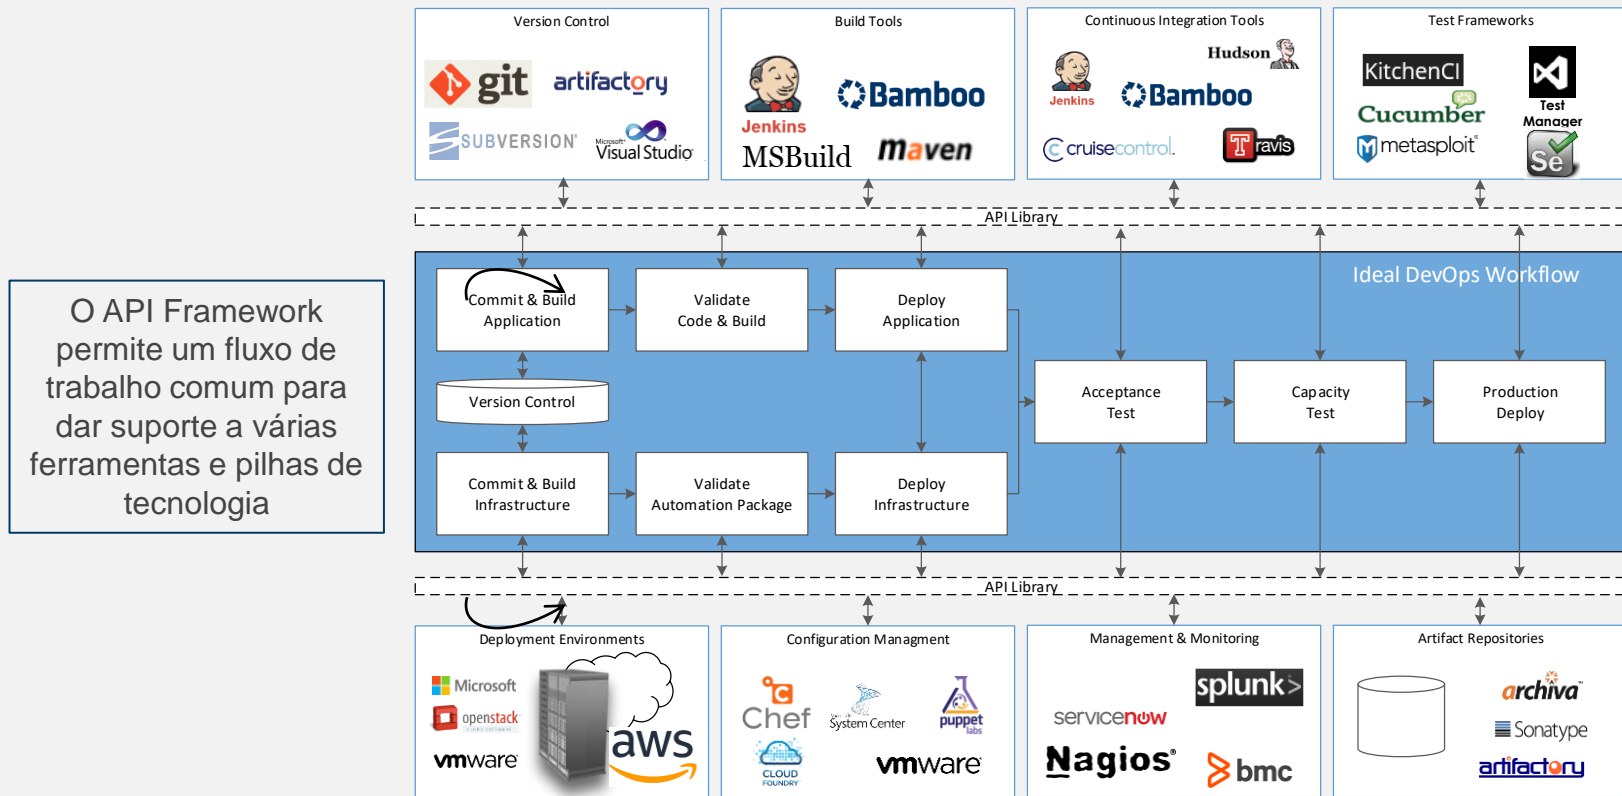 Version Control
git
artifactory
SUBVERSION
Microsoft
Visual Studio
Build Tools
Jenkins
Bamboo
MSBuild
maven
Continuous Integration Tools
Hudson
Jenkins
Bamboo
cruisecontrol.
Travis
Test Frameworks
KitchenCI
Cucumber
metasploit
Test
Manager
Se
API Library
Ideal DevOps Workflow
O API Framework
permite um fluxo de
trabalho comum para
dar suporte a várias
ferramentas e pilhas de
tecnologia
Commit & Build
Application
Validate
Code & Build
Deploy
Application
Version Control
Acceptance
Test
Capacity
Test
Production
Deploy
Commit & Build
Infrastructure
Validate
Automation Package
Deploy
Infrastructure
API Library
Deployment Environments
Microsoft
openstack
vmware
aws
Configuration Managment
Chef
System Center
puppet
labs
CLOUD
FOUNDRY
vmware
Management & Monitoring
splunk>
servicenow
Nagios®
bmc
Artifact Repositories
archiva
Sonatype
artifactory